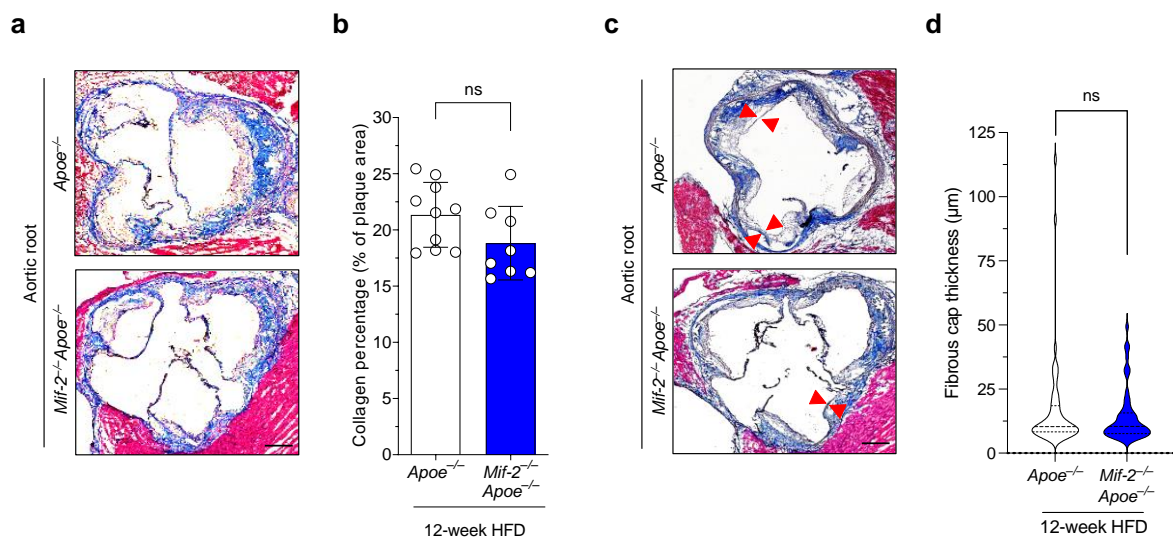 a
Aortic root
Apoe–/–
Mif-2–/–Apoe–/–
b
ns
Collagen percentage (% of plaque area)
30
25
20
15
10
5
0
Apoe–/–
Mif-2–/–
Apoe–/–
12-week HFD
c
Aortic root
Apoe–/–
Mif-2–/–Apoe–/–
d
ns
Fibrous cap thickness (µm)
125
100
75
50
25
0
Apoe–/–
Mif-2–/–
Apoe–/–
12-week HFD